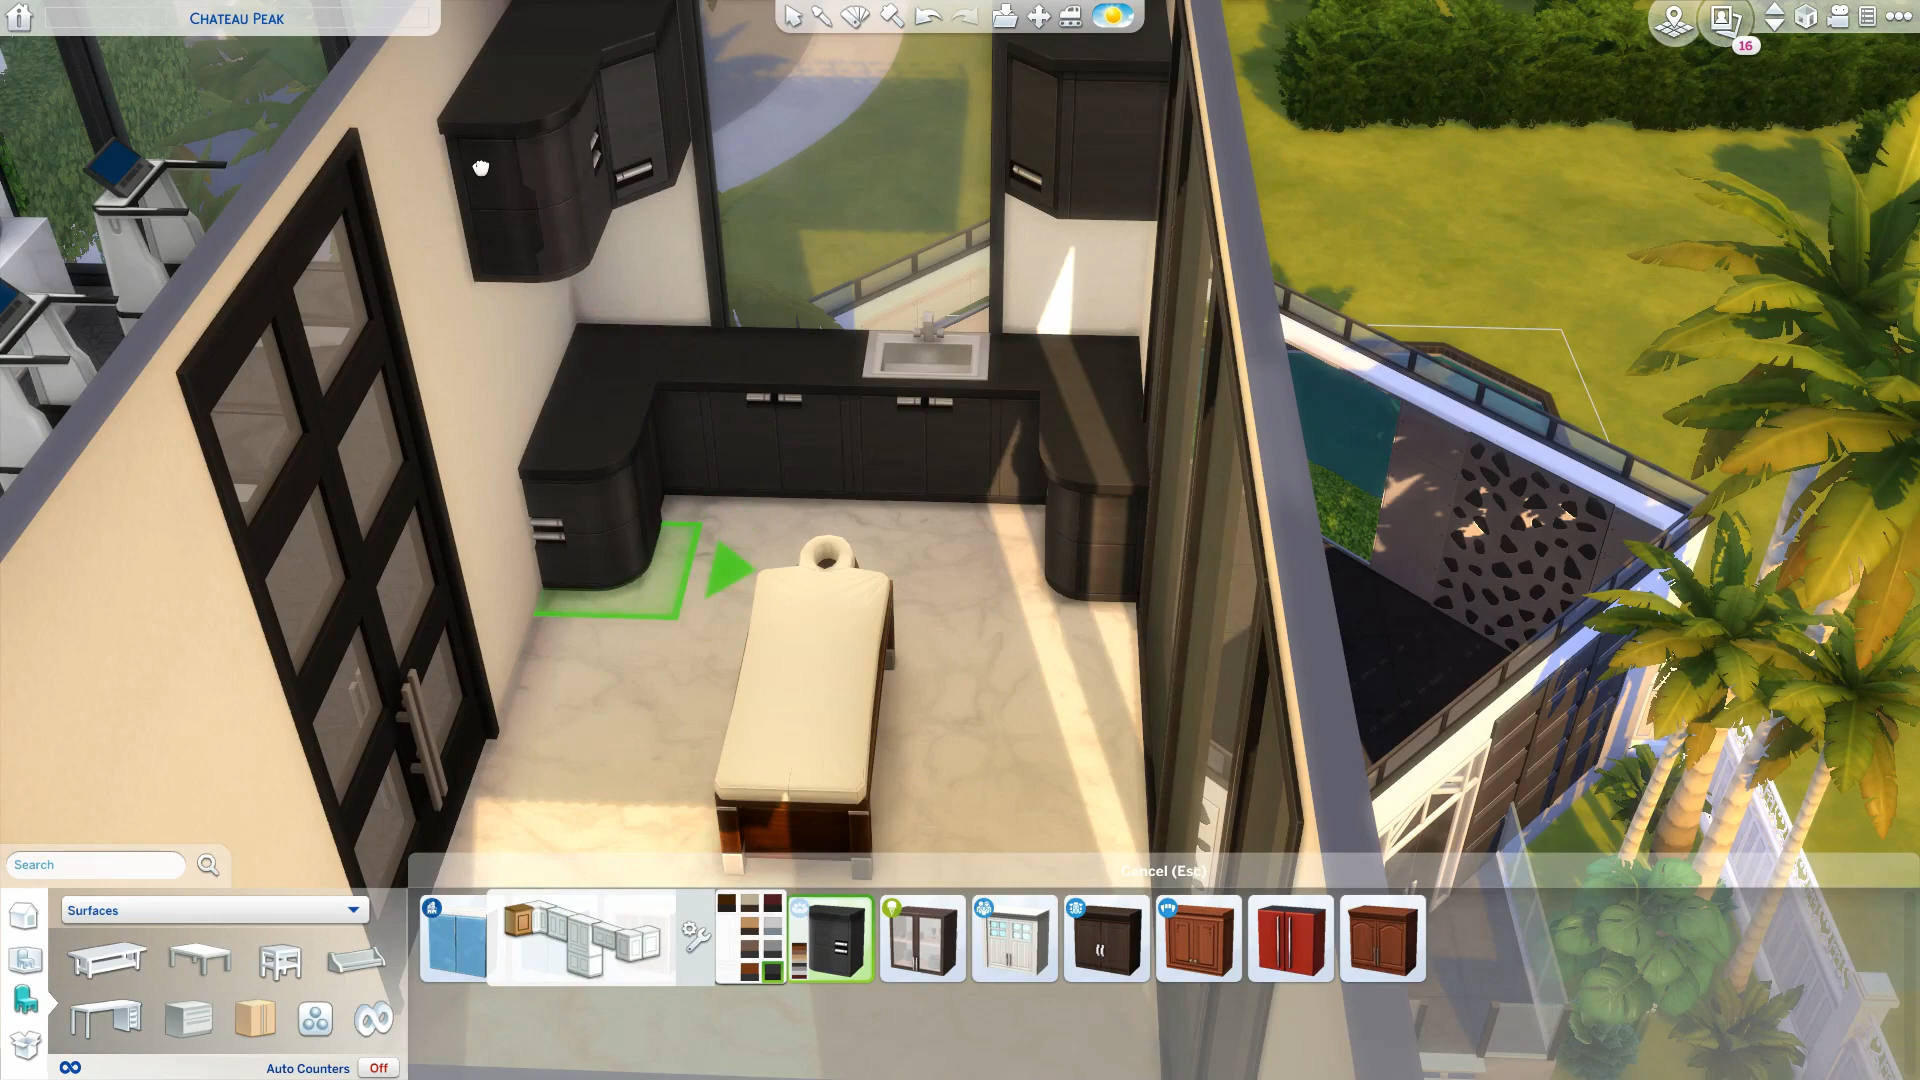 CHATEAU PEAK
16
Cancel (Esc)
Search
Surfaces
Auto Counters Off